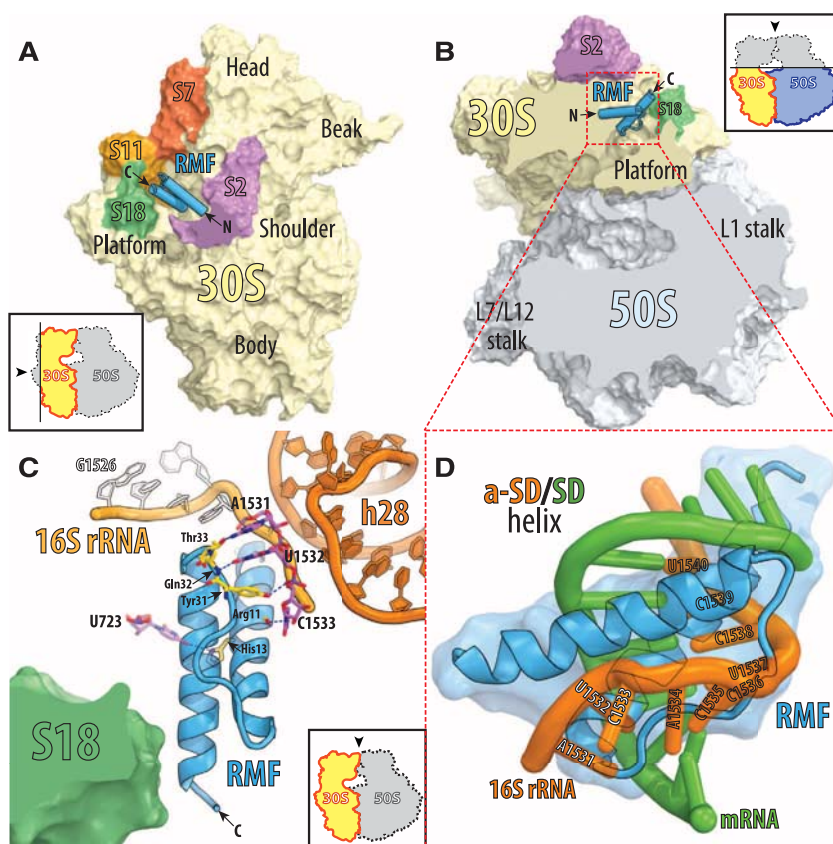 A
Head
S7
Beak
S11
RMF
C
S2
S18
N
Shoulder
Platform
30S
Body
30S
50S
B
S2
C
RMF
30S
N
S18
Platform
L1 stalk
50S
L7/L12
stalk
30S
50S
C
G1526
A1531
h28
16S rRNA
Thr33
U1532
Gln32
Tyr31
Arg11
C1533
U723
His13
S18
RMF
C
30S
50S
D
a-SD/SD
helix
U1540
C1539
C1538
U1537
C1536
C1535
A1534
C1533
U1532
A1531
RMF
16S rRNA
mRNA